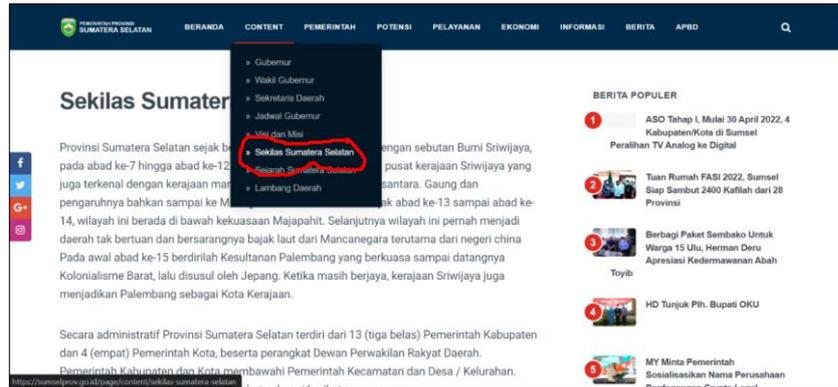 PEMERINTAH PROVINSI
SUMATERA SELATAN
BERANDA CONTENT PEMERINTAH POTENSI PELAYANAN EKONOMI INFORMASI BERITA APBD
» Gubernur
» Wakil Gubernur
» Sekretaris Daerah
» Jadwal Gubernur
» Visi dan Misi
» Sekilas Sumatera Selatan
» Sejarah Sumatera Selatan
» Lambang Daerah
Sekilas Sumater
Provinsi Sumatera Selatan sejak be engan sebutan Bumi Sriwijaya,
pada abad ke-7 hingga abad ke-12 pusat kerajaan Sriwijaya yang
juga terkenal dengan kerajaan mar santara. Gaung dan
pengaruhnya bahkan sampai ke M ak abad ke-13 sampai abad ke-
14, wilayah ini berada di bawah kekuasaan Majapahit. Selanjutnya wilayah ini pernah menjadi
daerah tak bertuan dan bersarangnya bajak laut dari Mancanegara terutama dari negeri china
Pada awal abad ke-15 berdirilah Kesultanan Palembang yang berkuasa sampai datangnya
Kolonialisme Barat, lalu disusul oleh Jepang. Ketika masih berjaya, kerajaan Sriwijaya juga
menjadikan Palembang sebagai Kota Kerajaan.
Secara administratif Provinsi Sumatera Selatan terdiri dari 13 (tiga belas) Pemerintah Kabupaten
dan 4 (empat) Pemerintah Kota, beserta perangkat Dewan Perwakilan Rakyat Daerah.
Pemerintah Kabupaten dan Kota membawahi Pemerintah Kecamatan dan Desa / Kelurahan.
https://sumselprov.go.id/page/content/sekilas-sumatera-selatan
BERITA POPULER
1
ASO Tahap I, Mulai 30 April 2022, 4
Kabupaten/Kota di Sumsel
Peralihan TV Analog ke Digital
2
Tuan Rumah FASI 2022, Sumsel
Siap Sambut 2400 Kafilah dari 28
Provinsi
3
Berbagi Paket Sembako Untuk
Warga 15 Ulu, Herman Deru
Apresiasi Kedermawanan Abah
Toyib
4
HD Tunjuk Plh. Bupati OKU
5
MY Minta Pemerintah
Sosialisasikan Nama Perusahaan